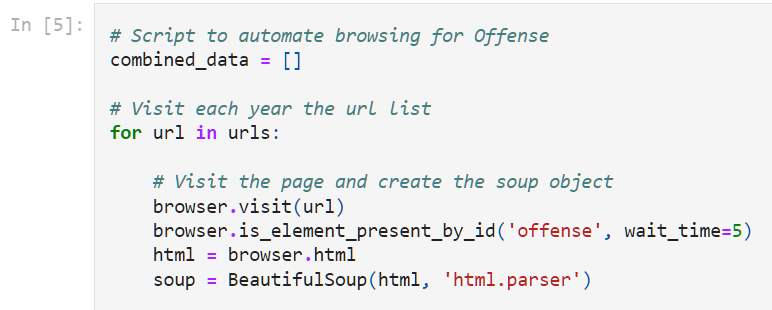 In [5]:
# Script to automate browsing for Offense
combined_data = []
# Visit each year the url list
for url in urls:
# Visit the page and create the soup object
browser.visit(url)
browser.is_element_present_by_id('offense', wait_time=5)
html = browser.html
soup = BeautifulSoup(html, 'html.parser')